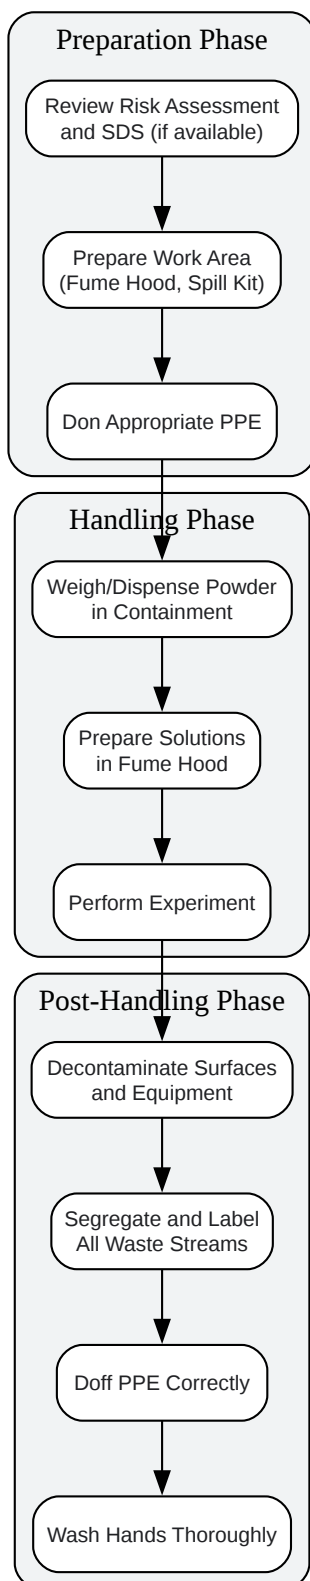 Preparation Phase
Review Risk Assessment
and SDS (if available)
Prepare Work Area
(Fume Hood, Spill Kit)
Don Appropriate PPE
Handling Phase
Weigh/Dispense Powder
in Containment
Prepare Solutions
in Fume Hood
Perform Experiment
Post-Handling Phase
Decontaminate Surfaces
and Equipment
Segregate and Label
All Waste Streams
Doff PPE Correctly
Wash Hands Thoroughly